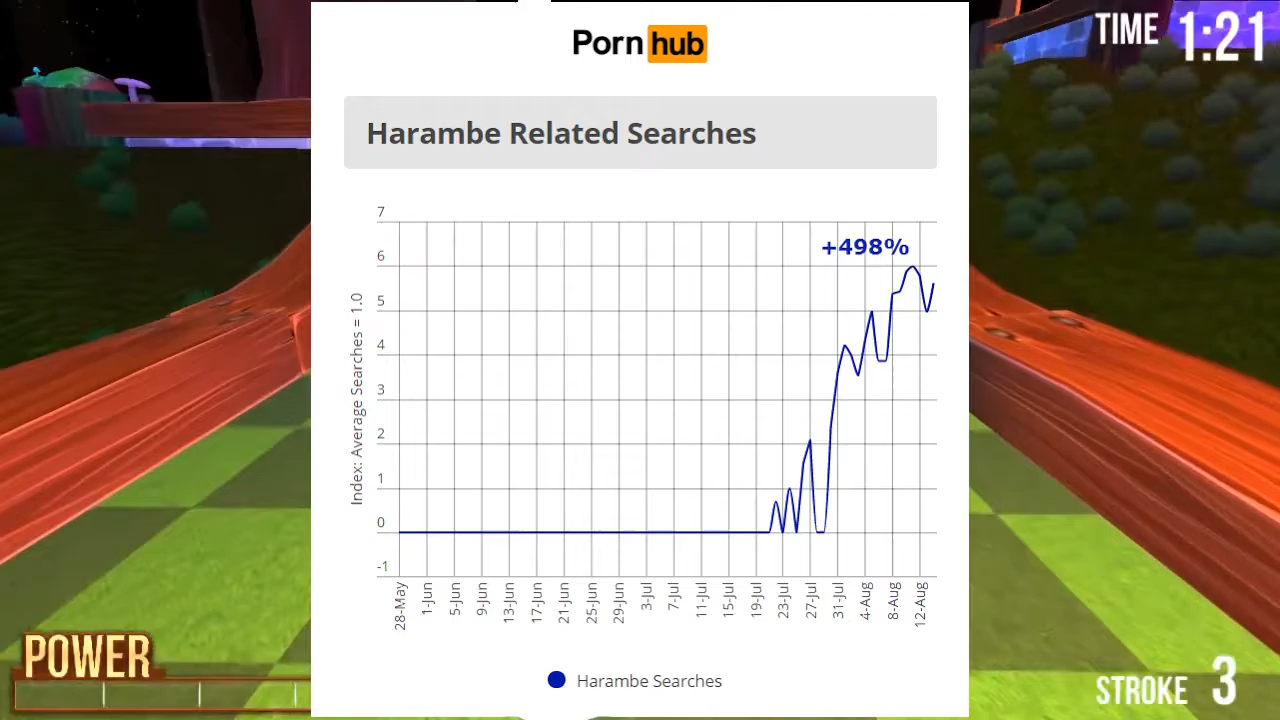 Porn hub
TIME 1:21
Harambe Related Searches
+498%
Index: Average Searches = 1.0
7
6
5
4
3
2
1
0
-1
28-May
1-Jun
5-Jun
9-Jun
13-Jun
17-Jun
21-Jun
25-Jun
29-Jun
3-Jul
7-Jul
11-Jul
15-Jul
19-Jul
23-Jul
27-Jul
31-Jul
4-Aug
8-Aug
12-Aug
Harambe Searches
POWER
STROKE 3